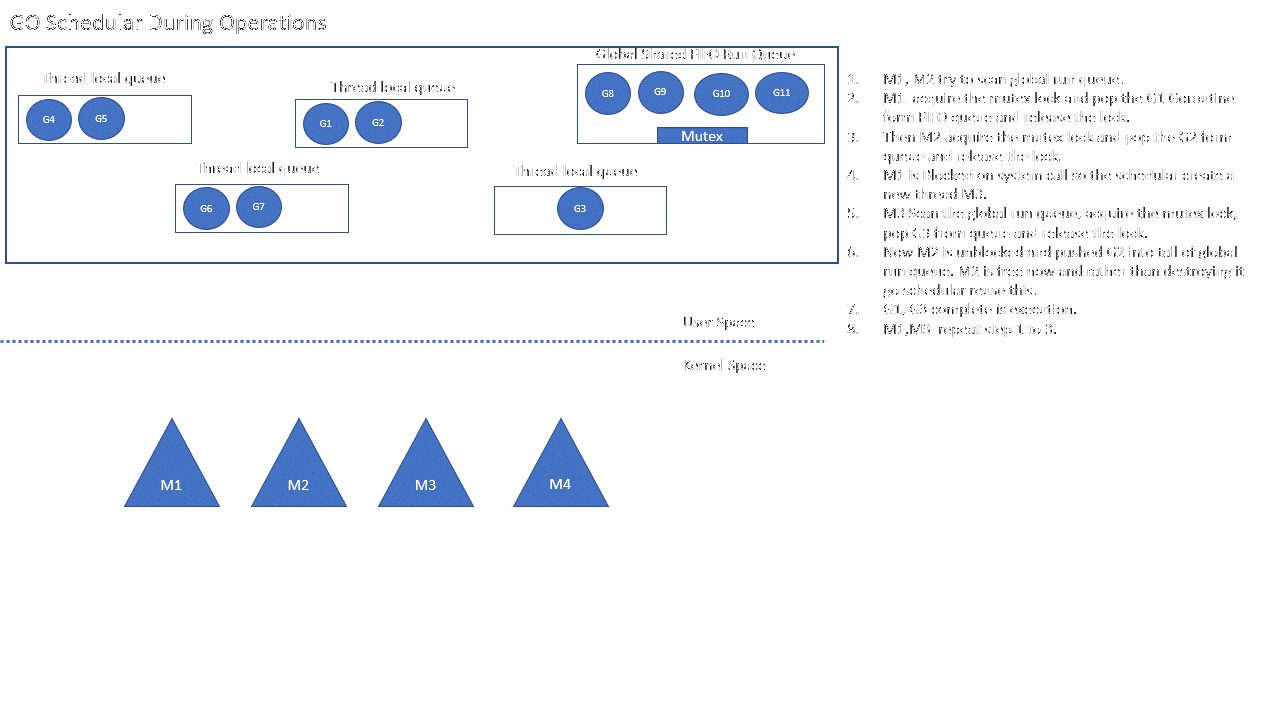 GO Schedular During Operations
Global Shared FIFO Run Queue
Thread local queue
Thread local queue
G8
G9
G10
G11
G4
G5
G1
G2
Mutex
Thread local queue
Thread local queue
G6
G7
G3
1. M1, M2 try to scan global run queue.
2. M1 acquire the mutex lock and pop the G1 Goroutine
form FIFO queue and release the lock.
3. Then M2 acquire the mutex lock and pop the G2 form
queue and release the lock.
4. M1 is Blocked on system call so the schedular create a
new thread M3.
5. M3 Scan the global run queue, acquire the mutex lock,
pop G3 from queue and release the lock.
6. Now M2 is unblocked and pushed G2 into tail of global
run queue. M2 is free now and rather than destroying it
go schedular reuse this.
7. G1, G3 complete is execution.
8. M1,M3 repeat step 1 to 3.
User Space
Kernel Space
M1
M2
M3
M4